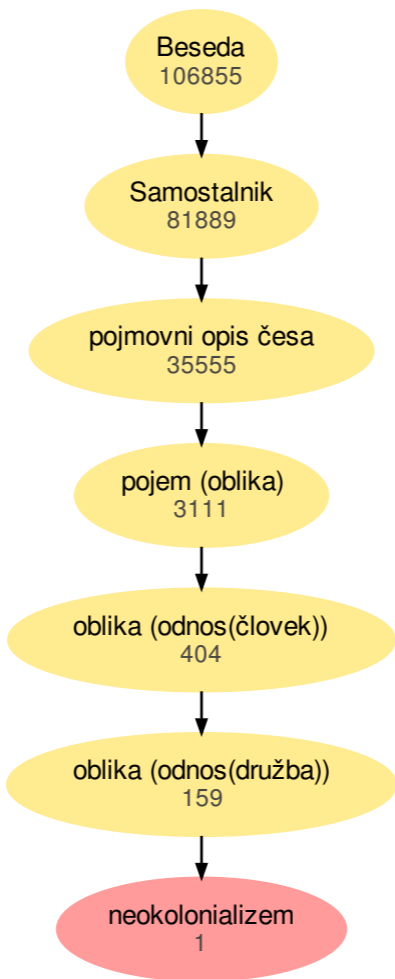 Beseda
106855
Samostalnik
81889
pojmovni opis česa
35555
pojem (oblika)
3111
oblika (odnos(človek))
404
oblika (odnos(družba))
159
neokolonializem
1